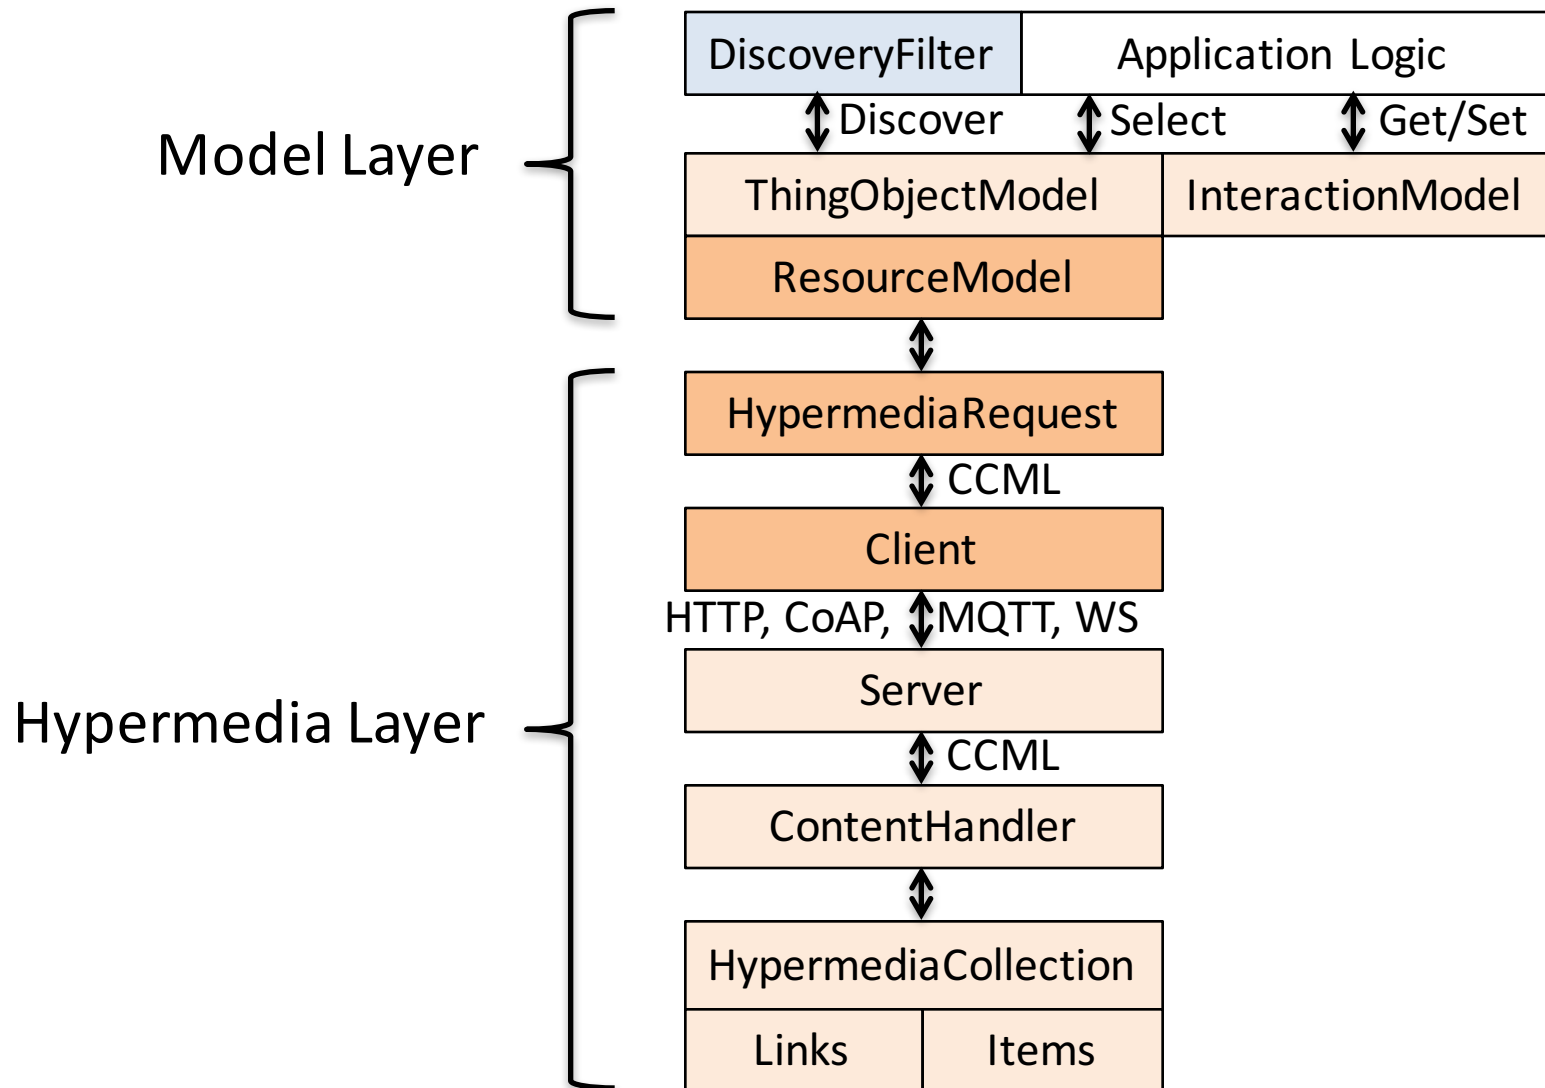 DiscoveryFilter
Application Logic
Discover
Select
Get/Set
Model Layer
ThingObjectModel
InteractionModel
ResourceModel
HypermediaRequest
CCML
Client
HTTP, CoAP, MQTT, WS
Server
Hypermedia Layer
CCML
ContentHandler
HypermediaCollection
Links
Items